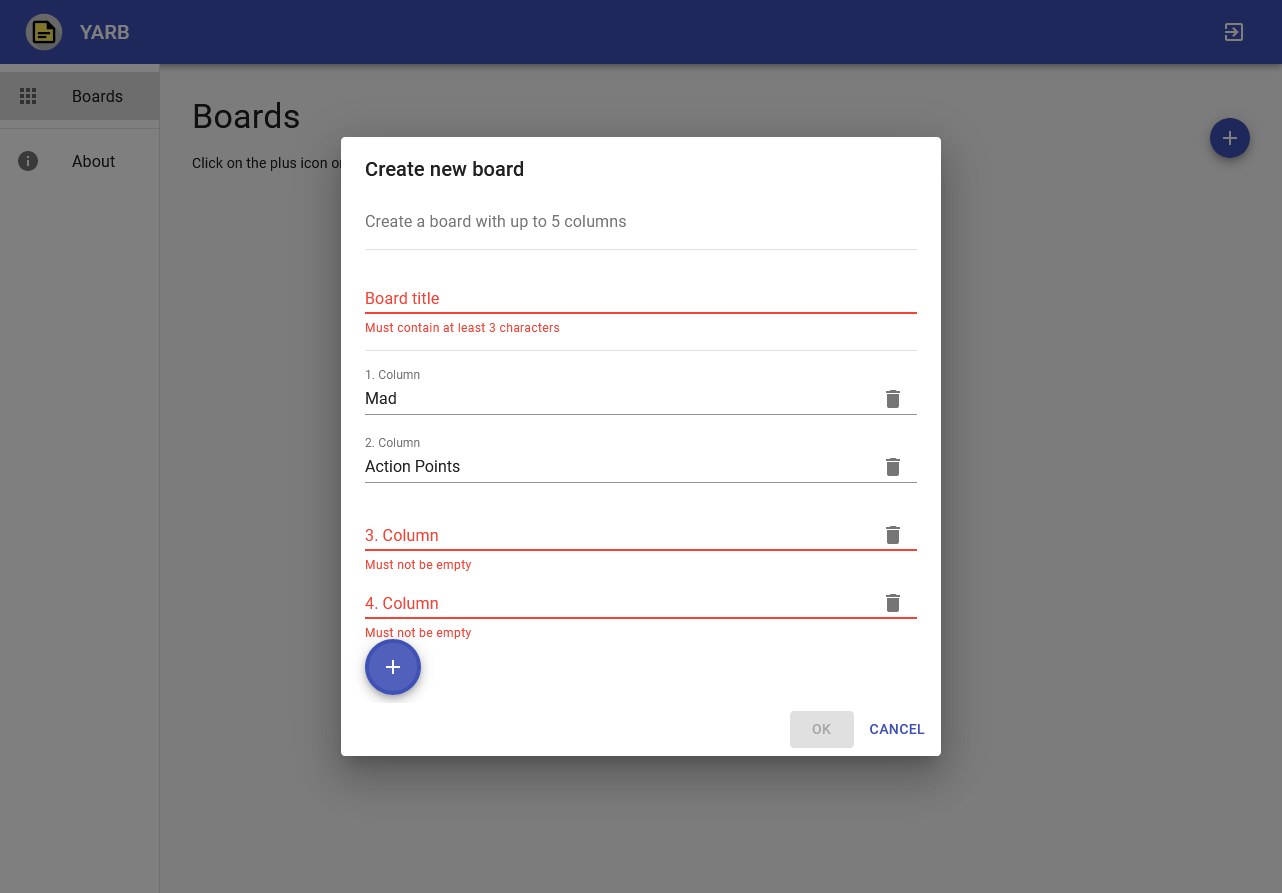 YARB
Boards
About
Boards
Click on the plus icon
Create new board
Create a board with up to 5 columns
Board title
Must contain at least 3 characters
1. Column
Mad
2. Column
Action Points
3. Column
Must not be empty
4. Column
Must not be empty
OK
CANCEL